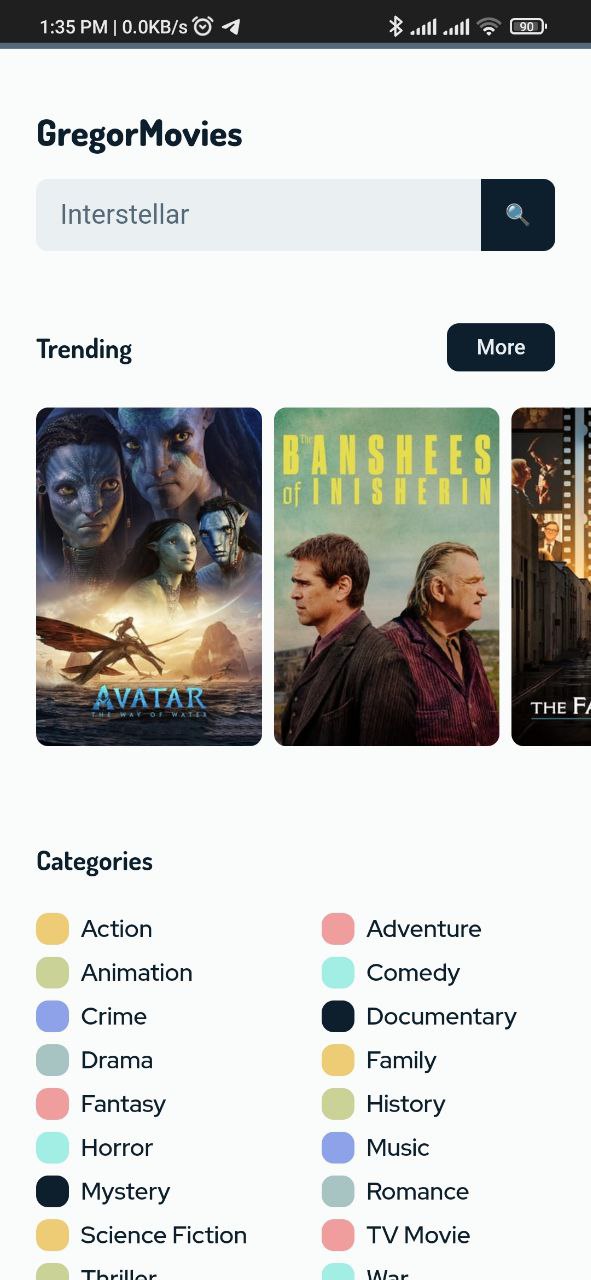 1:35 PM | 0.0KB/s
90
GregorMovies
Interstellar
Trending
More
AVATAR
THE WAY OF WATER
The
BANSHEES
of INISHERIN
THE FA
Categories
Action
Adventure
Animation
Comedy
Crime
Documentary
Drama
Family
Fantasy
History
Horror
Music
Mystery
Romance
Science Fiction
TV Movie
Thriller
War